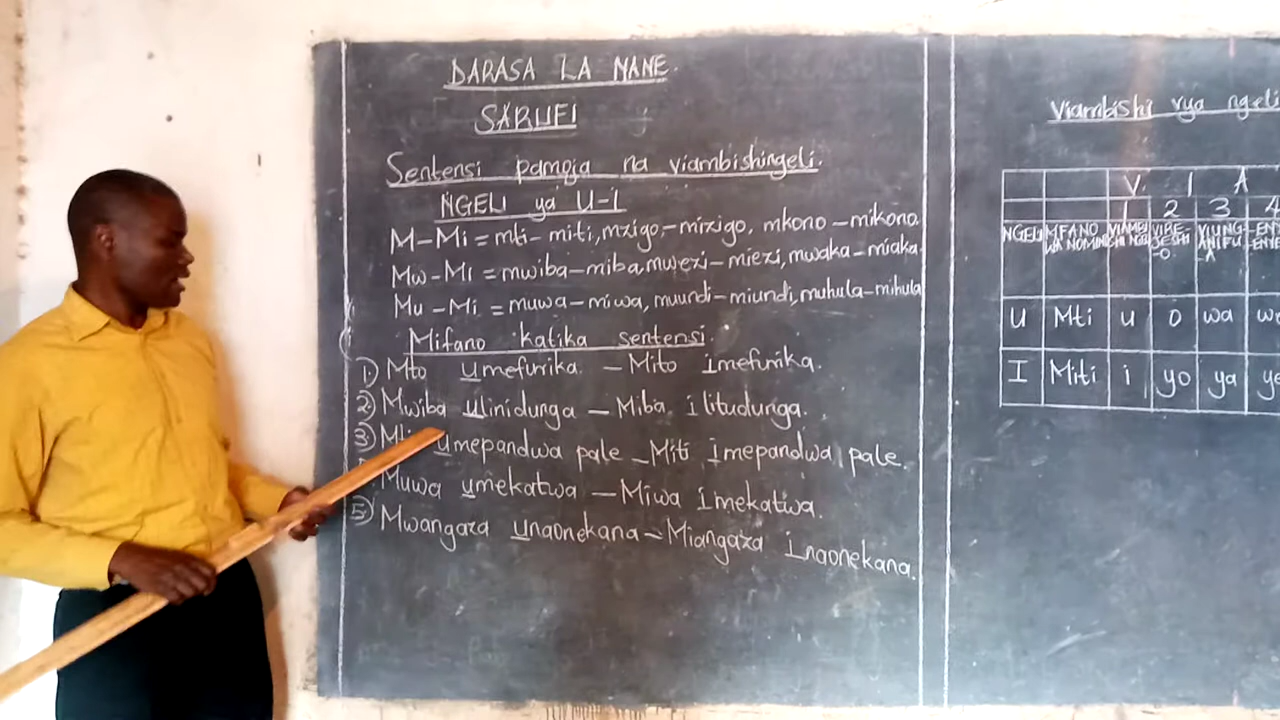 DARASA LA NANE.
SARUFI
Sentensi pamoja na viambishingeli.
NGELI ya U-I
M-Mi = mti- miti, mzigo,-mizigo, mkono -mikono.
Mw-Mi = mwiba-miba, mwezi-miezi, mwaka-miaka.
Mu -Mi = muwa-miwa, muundi-miundi, muhula-mihula
Mifano katika sentensi.
1) Mto umefurika. - Mito imefurika.
2) Mwiba ulinidunga - Miba ilitudunga.
3) Mti umepandwa pale - Miti imepandwa pale.
Muwa umekatwa - Miwa imekatwa.
5) Mwangaza unaonekana - Miangaza inaonekana.
Viambishi vya ngeli
V. I A
1 2 3 4
NGELI MFANO WA NOMI VIREJESHI -O. VIUNGANIFU -A
U Mti u o wa
I Miti i yo ya